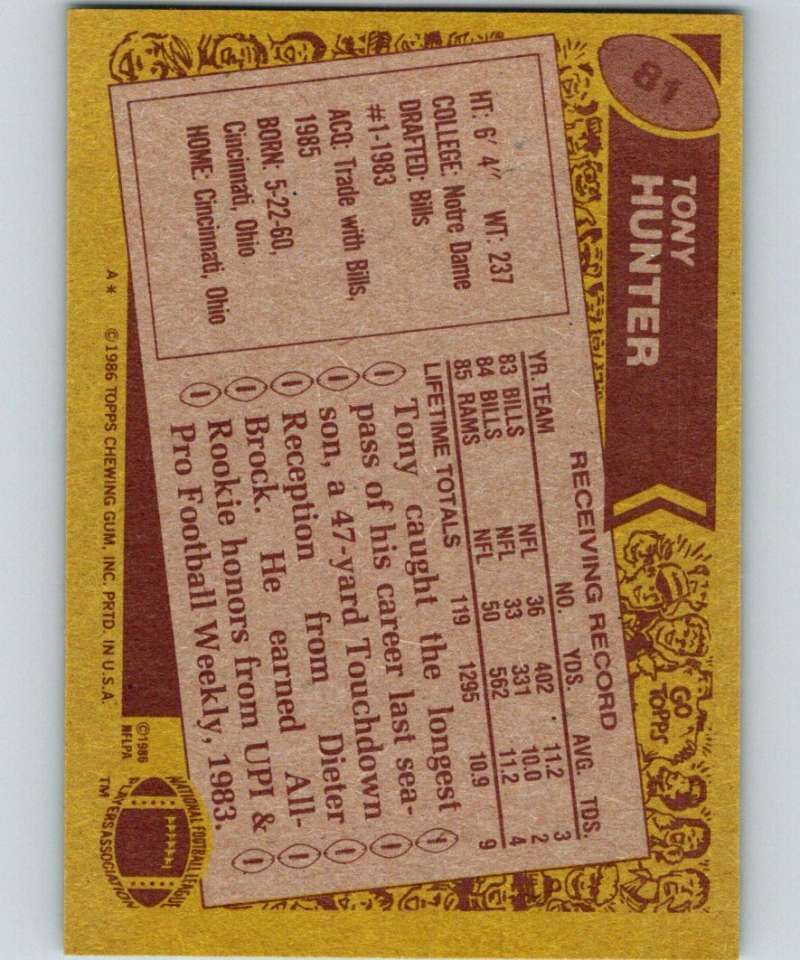 81
TONY
HUNTER
HT: 6' 4" WT: 237
COLLEGE: Notre Dame
DRAFTED: Bills
#1-1983
ACQ: Trade with Bills,
1985
BORN: 5-22-60,
Cincinnati, Ohio
HOME: Cincinnati, Ohio
RECEIVING RECORD
YR. TEAM NO. YDS. AVG. TDS.
83 BILLS NFL 36 402 11.2 3
84 BILLS NFL 33 331 10.0 2
85 RAMS NFL 50 562 11.2 4
LIFETIME TOTALS 119 1295 10.9 9
Tony caught the longest
pass of his career last sea-
son, a 47-yard Touchdown
Reception from Dieter
Brock. He earned All-
Rookie honors from UPI &
Pro Football Weekly, 1983.
GO
TOPPS
A* ©1986 TOPPS CHEWING GUM, INC. PRTD. IN U.S.A.
©1986
NFLPA
NATIONAL FOOTBALL LEAGUE
PLAYERS ASSOCIATION
TM